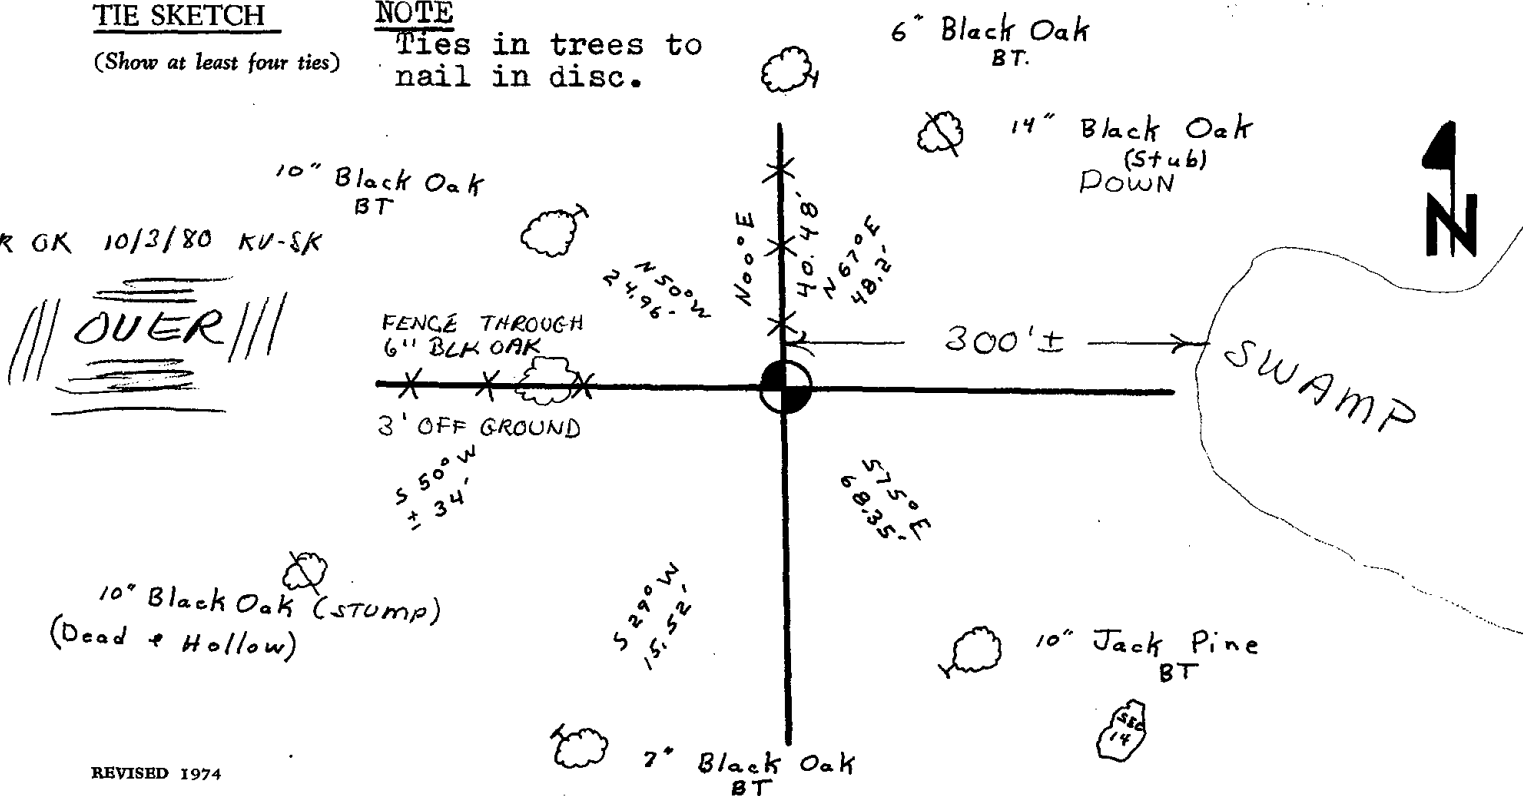 TIE SKETCH
(Show at least four ties)
NOTE
Ties in trees to
nail in disc.
6" Black Oak
BT.
14" Black Oak
(Stub)
DOWN
10" Black Oak
BT
N
R OK 10/3/80 KV-SK
||| OVER |||
N 50° W
24.96'
N 00° E
40.48'
N 67° E
48.2'
FENCE THROUGH
6" BLK OAK
300'±
SWAMP
3' OFF GROUND
S 50° W
± 34'
S 75° E
68.35'
10" Black Oak (STUMP)
(Dead & Hollow)
S 29° W
15.52'
10" Jack Pine
BT
SEC
14
7" Black Oak
BT
REVISED 1974